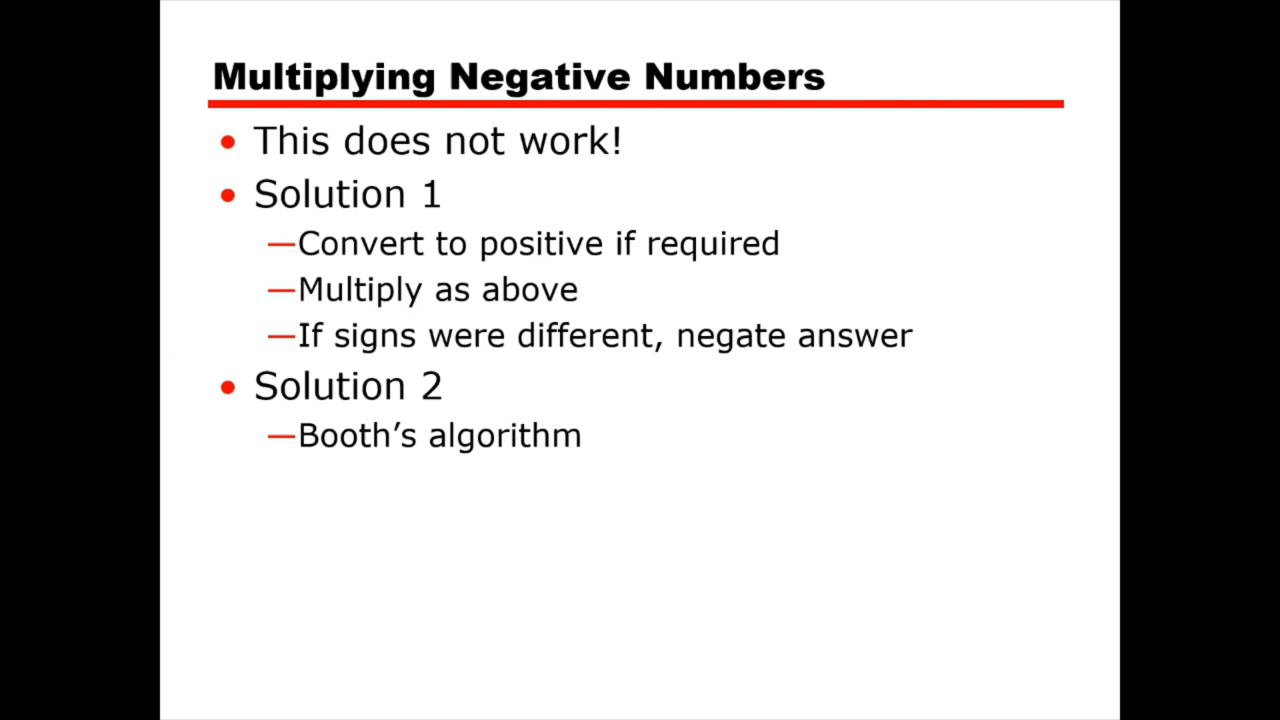 Multiplying Negative Numbers
• This does not work!
• Solution 1
—Convert to positive if required
—Multiply as above
—If signs were different, negate answer
• Solution 2
—Booth’s algorithm